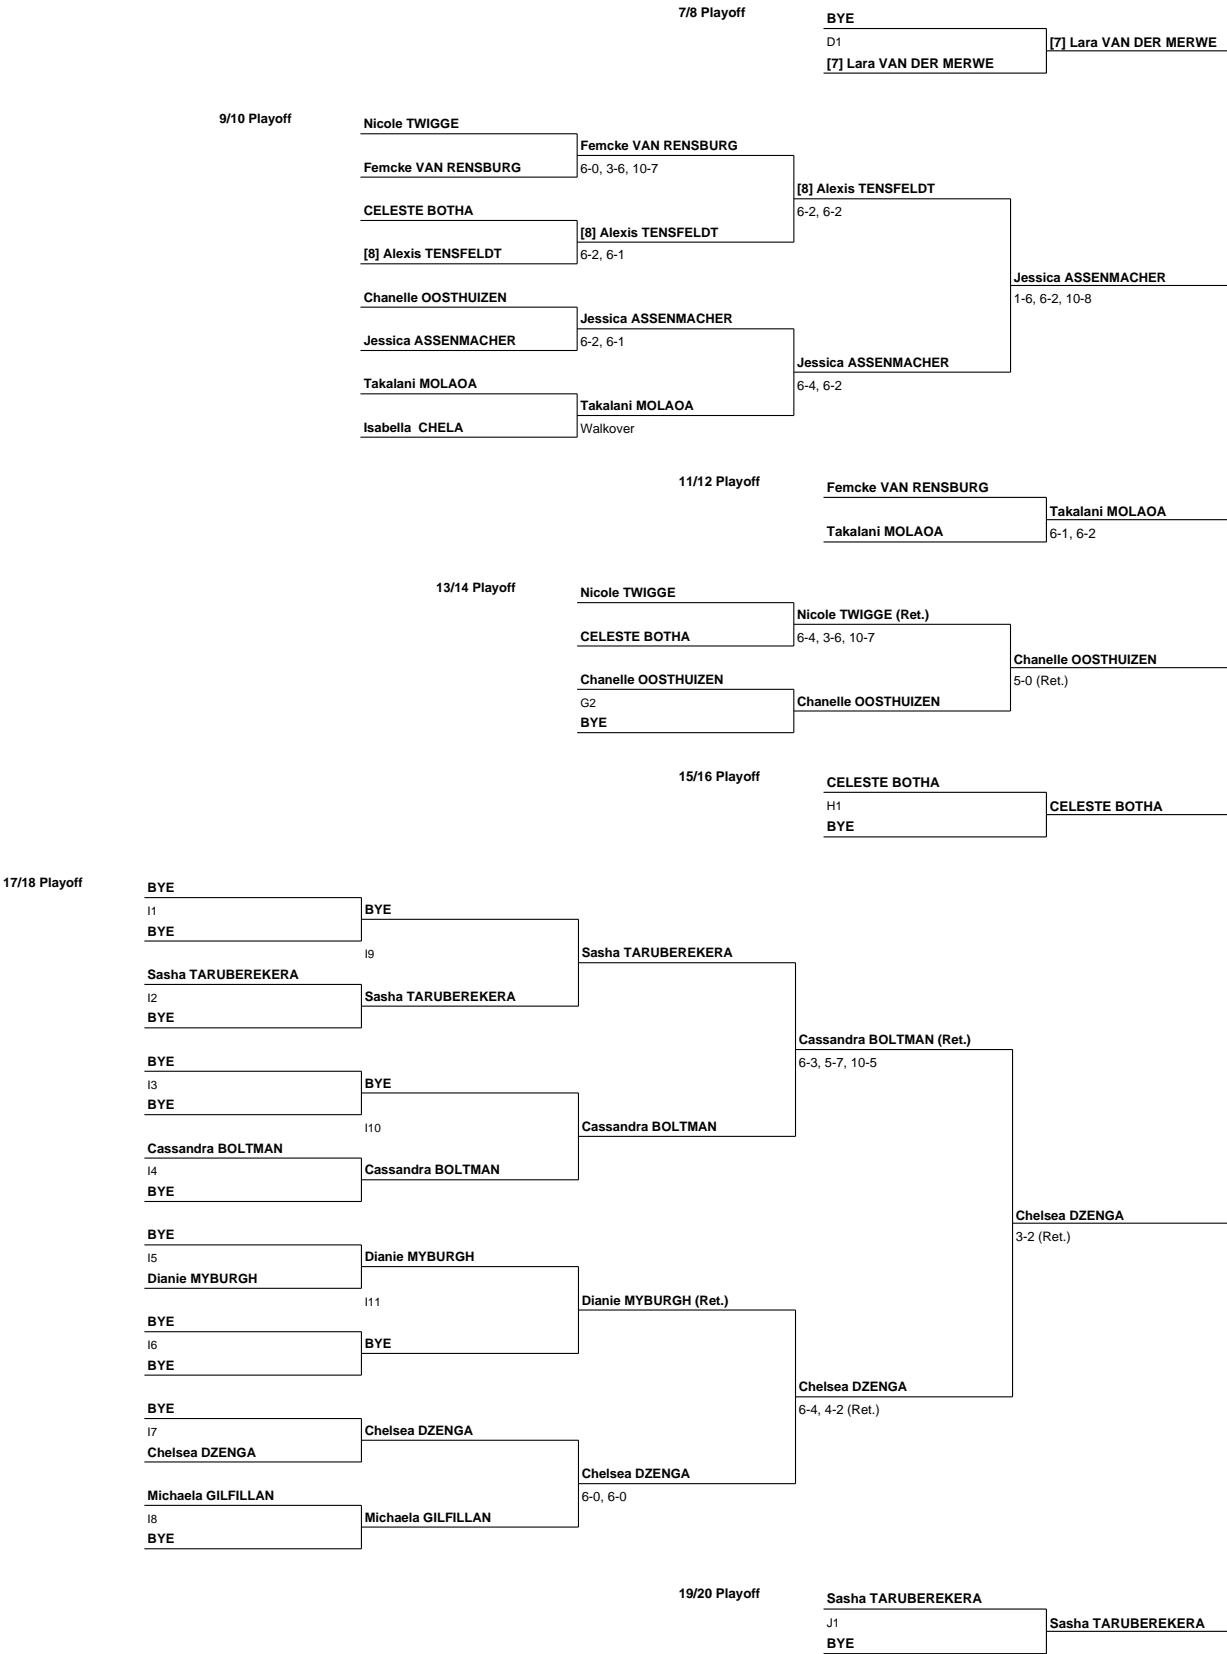 7/8 Playoff
BYE
D1
[7] Lara VAN DER MERWE
[7] Lara VAN DER MERWE
9/10 Playoff
Nicole TWIGGE
Femcke VAN RENSBURG
Femcke VAN RENSBURG
6-0, 3-6, 10-7
[8] Alexis TENSFELDT
6-2, 6-2
CELESTE BOTHA
[8] Alexis TENSFELDT
[8] Alexis TENSFELDT
6-2, 6-1
Jessica ASSENMACHER
1-6, 6-2, 10-8
Chanelle OOSTHUIZEN
Jessica ASSENMACHER
Jessica ASSENMACHER
6-2, 6-1
Jessica ASSENMACHER
6-4, 6-2
Takalani MOLAOA
Takalani MOLAOA
Isabella  CHELA
Walkover
11/12 Playoff
Femcke VAN RENSBURG
Takalani MOLAOA
Takalani MOLAOA
6-1, 6-2
13/14 Playoff
Nicole TWIGGE
Nicole TWIGGE (Ret.)
CELESTE BOTHA
6-4, 3-6, 10-7
Chanelle OOSTHUIZEN
5-0 (Ret.)
Chanelle OOSTHUIZEN
G2
Chanelle OOSTHUIZEN
BYE
15/16 Playoff
CELESTE BOTHA
H1
CELESTE BOTHA
BYE
17/18 Playoff
BYE
I1
BYE
BYE
I9
Sasha TARUBEREKERA
Sasha TARUBEREKERA
I2
Sasha TARUBEREKERA
BYE
Cassandra BOLTMAN (Ret.)
6-3, 5-7, 10-5
BYE
I3
BYE
BYE
I10
Cassandra BOLTMAN
Cassandra BOLTMAN
I4
Cassandra BOLTMAN
BYE
Chelsea DZENGA
3-2 (Ret.)
BYE
I5
Dianie MYBURGH
Dianie MYBURGH
I11
Dianie MYBURGH (Ret.)
BYE
I6
BYE
BYE
Chelsea DZENGA
6-4, 4-2 (Ret.)
BYE
I7
Chelsea DZENGA
Chelsea DZENGA
Chelsea DZENGA
6-0, 6-0
Michaela GILFILLAN
I8
Michaela GILFILLAN
BYE
19/20 Playoff
Sasha TARUBEREKERA
J1
Sasha TARUBEREKERA
BYE